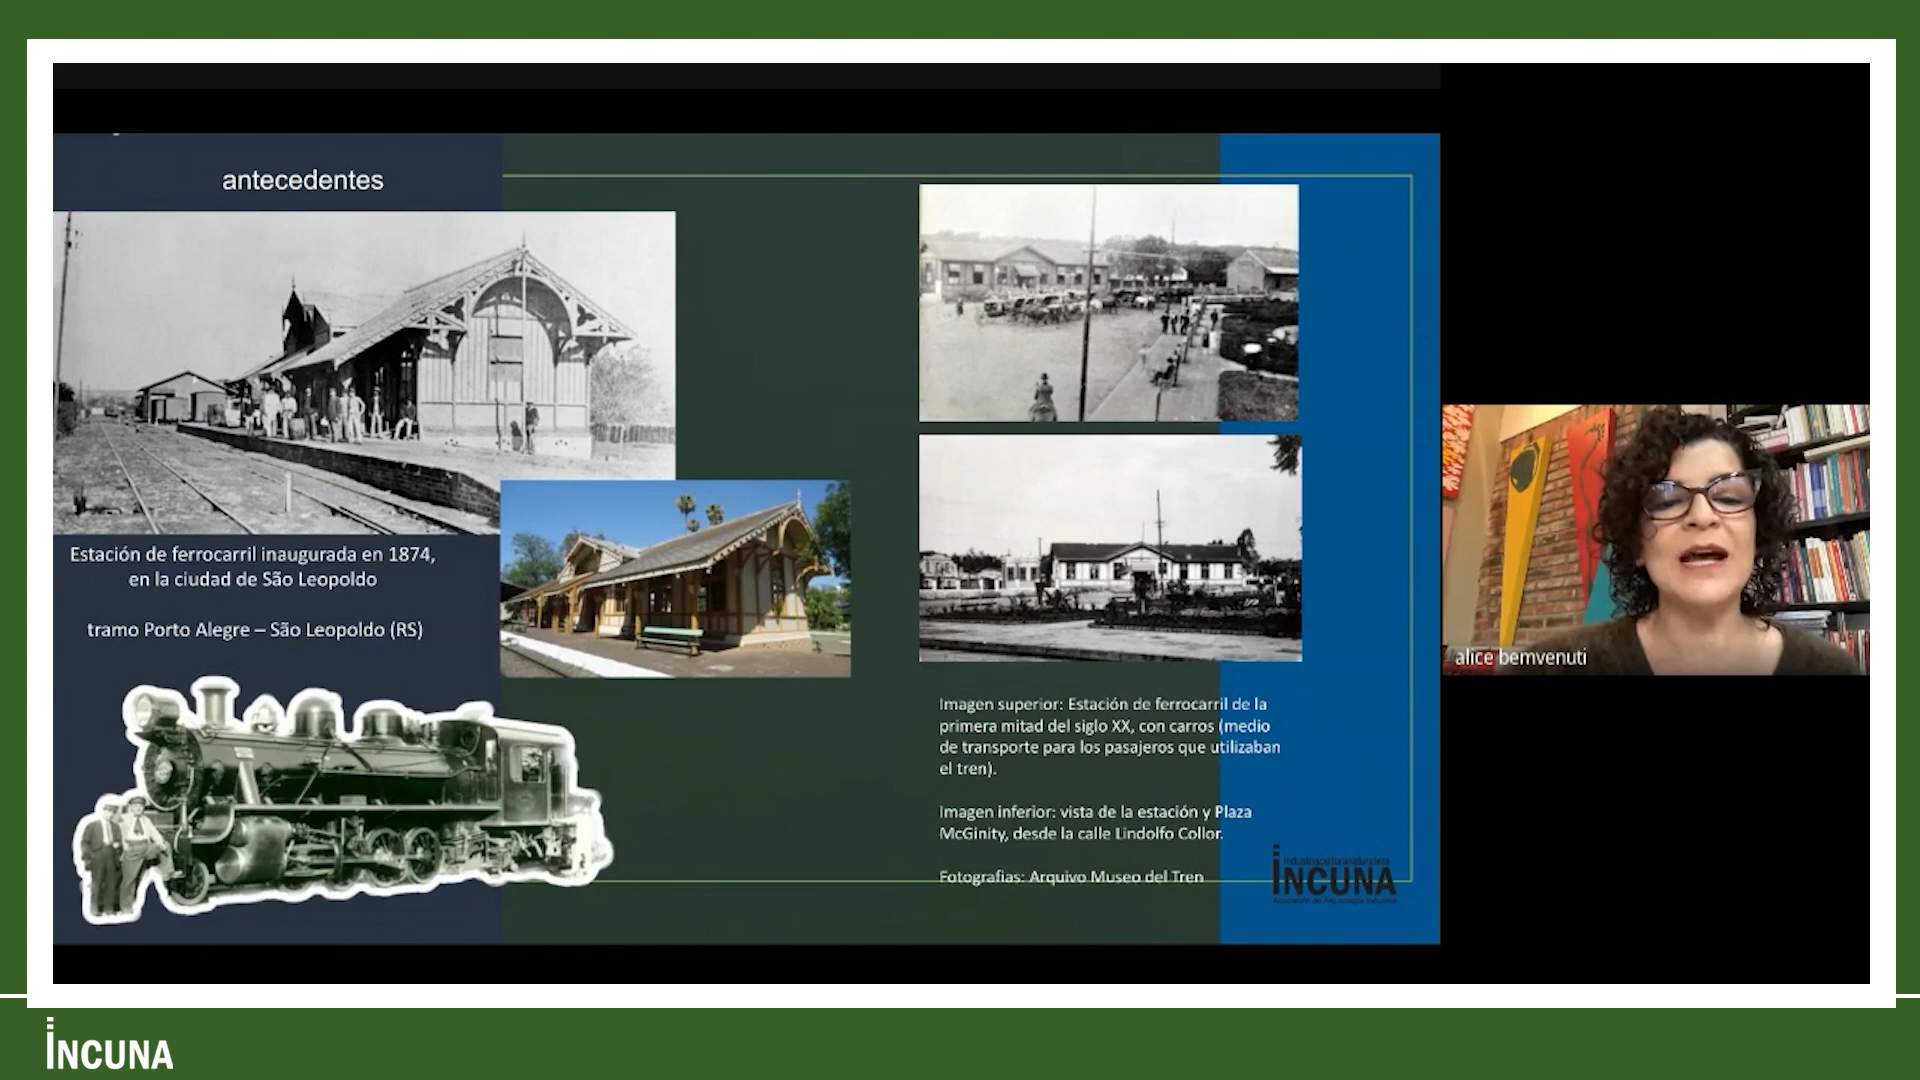 antecedentes
Estación de ferrocarril inaugurada en 1874,
en la ciudad de São Leopoldo
tramo Porto Alegre – São Leopoldo (RS)
Imagen superior: Estación de ferrocarril de la
primera mitad del siglo XX, con carros (medio
de transporte para los pasajeros que utilizaban
el tren).
Imagen inferior: vista de la estación y Plaza
McGinity, desde la calle Lindolfo Collor.
Fotografias: Arquivo Museo del Tren
INCUNA
alice bemvenuti
INCUNA